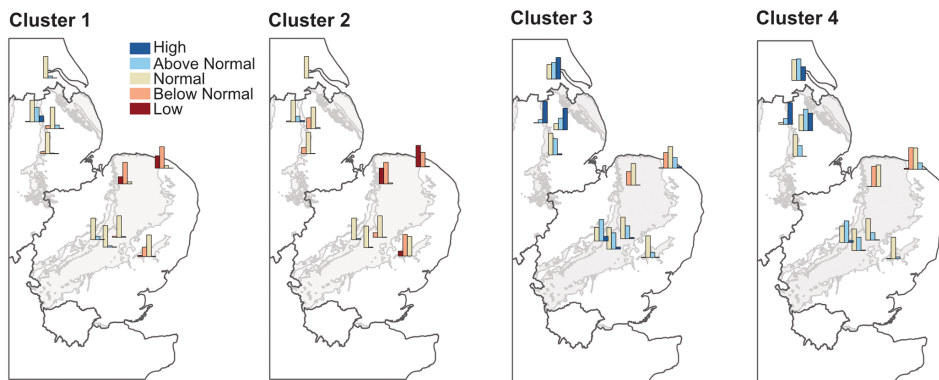 Cluster 1
Cluster 2
Cluster 3
Cluster 4
High
Above Normal
Normal
Below Normal
Low